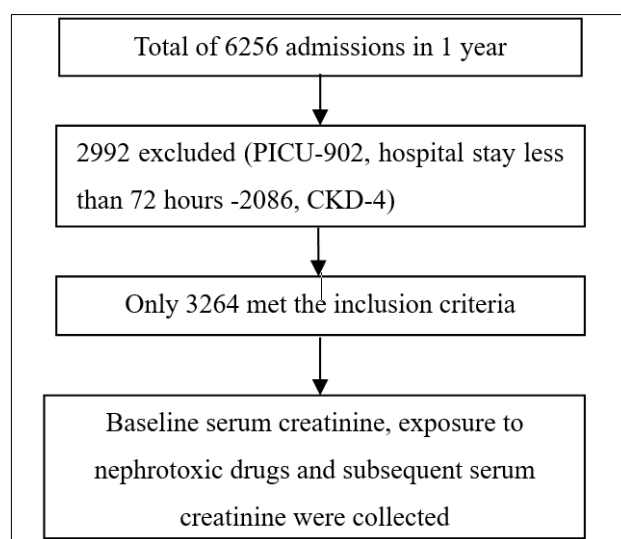 Total of 6256 admissions in 1 year
2992 excluded (PICU-902, hospital stay less
than 72 hours -2086, CKD-4)
Only 3264 met the inclusion criteria
Baseline serum creatinine, exposure to
nephrotoxic drugs and subsequent serum
creatinine were collected